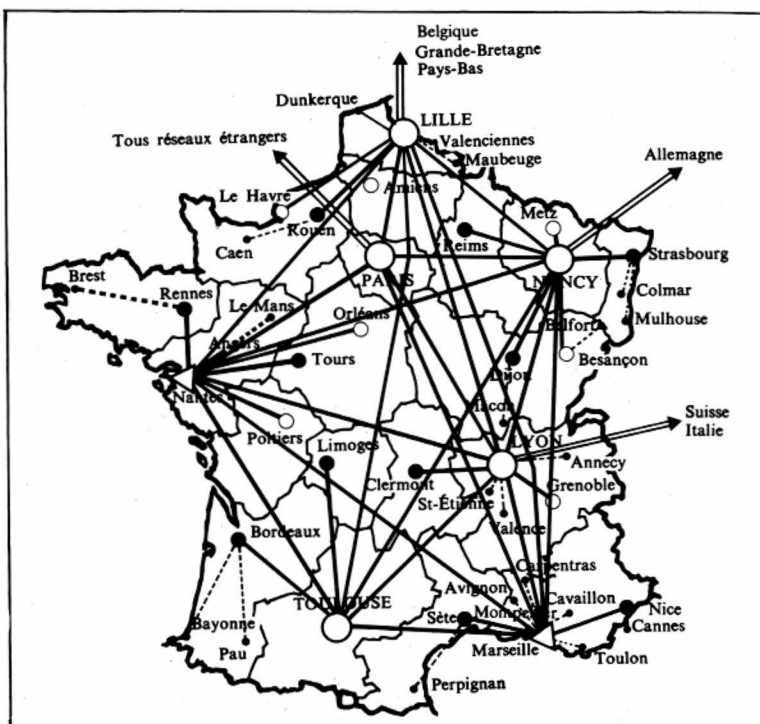 Belgique
Grande-Bretagne
Pays-Bas
Dunkerque
LILLE
Tous réseaux étrangers
Valenciennes
Maubeuge
Allemagne
Le Havre
Amiens
Metz
Rouen
Reims
Caen
Strasbourg
PARIS
NANCY
Brest
Rennes
Colmar
Le Mans
Orléans
Belfort
Mulhouse
Angers
Tours
Dijon
Besançon
Nantes
Macon
Suisse
Italie
Poitiers
Limoges
LYON
Annecy
Clermont
Grenoble
St-Étienne
Valence
Bordeaux
Carpentras
Avignon
TOULOUSE
Cavaillon
Bayonne
Sète
Montpellier
Nice
Cannes
Pau
Marseille
Toulon
Perpignan